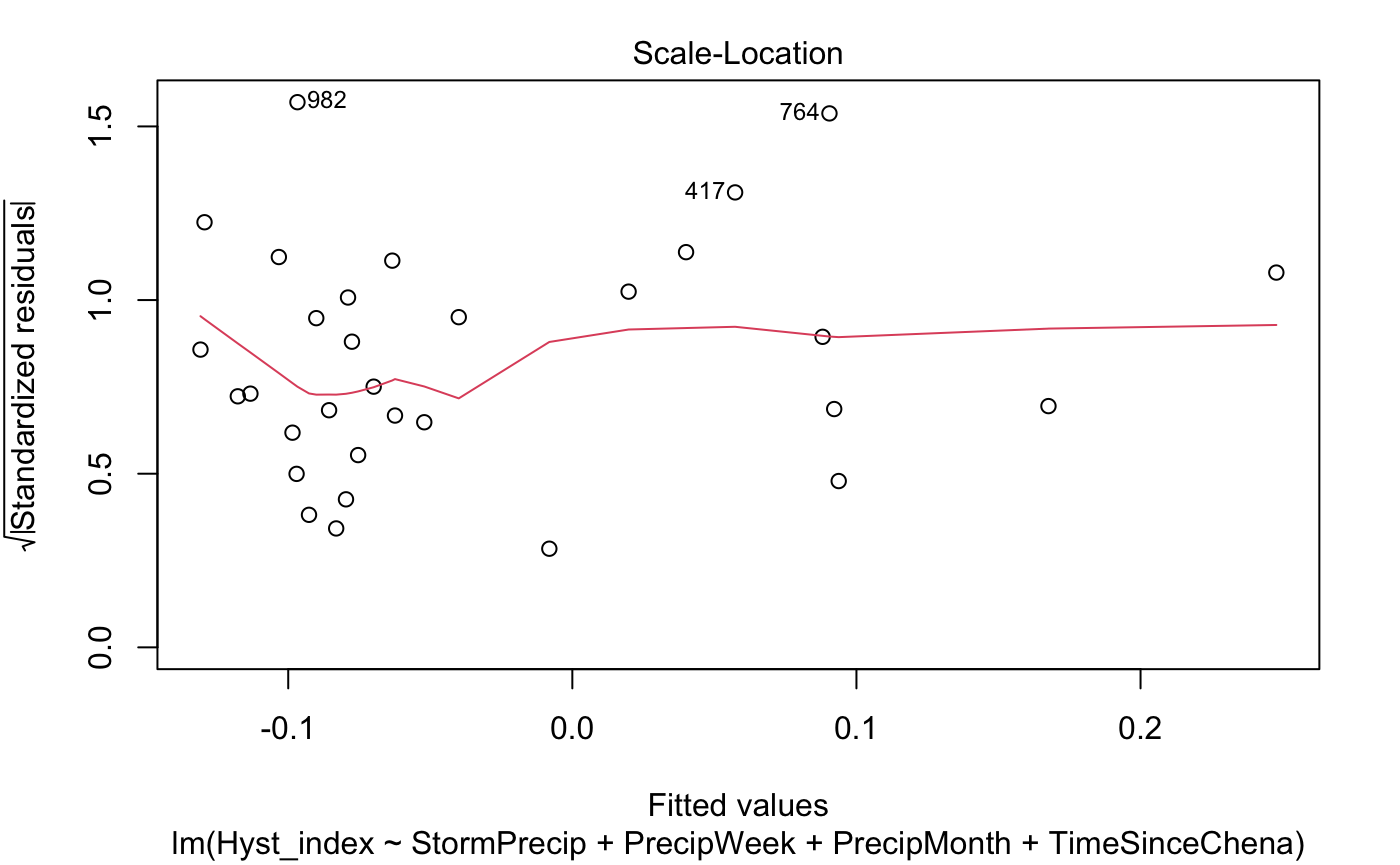 Scale-Location
982
764
417
1.5
1.0
0.5
0.0
√|Standardized residuals|
-0.1
0.0
0.1
0.2
Fitted values
lm(Hyst_index ~ StormPrecip + PrecipWeek + PrecipMonth + TimeSinceChena)